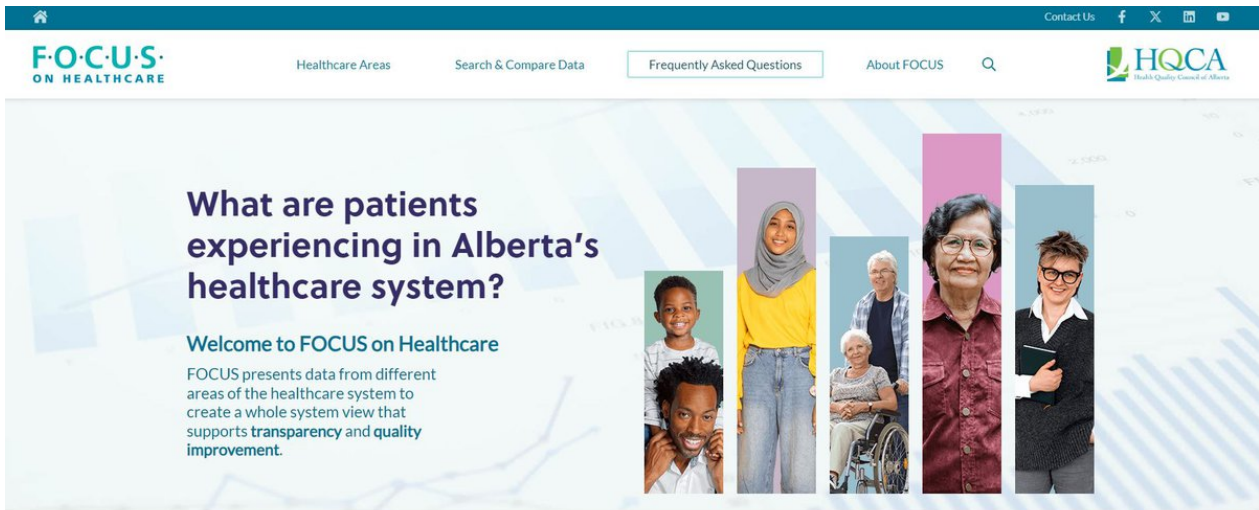 Contact Us
F·O·C·U·S·
ON HEALTHCARE
Healthcare Areas
Search & Compare Data
Frequently Asked Questions
About FOCUS
HQCA
Health Quality Council of Alberta
What are patients
experiencing in Alberta's
healthcare system?
Welcome to FOCUS on Healthcare
FOCUS presents data from different
areas of the healthcare system to
create a whole system view that
supports transparency and quality
improvement.